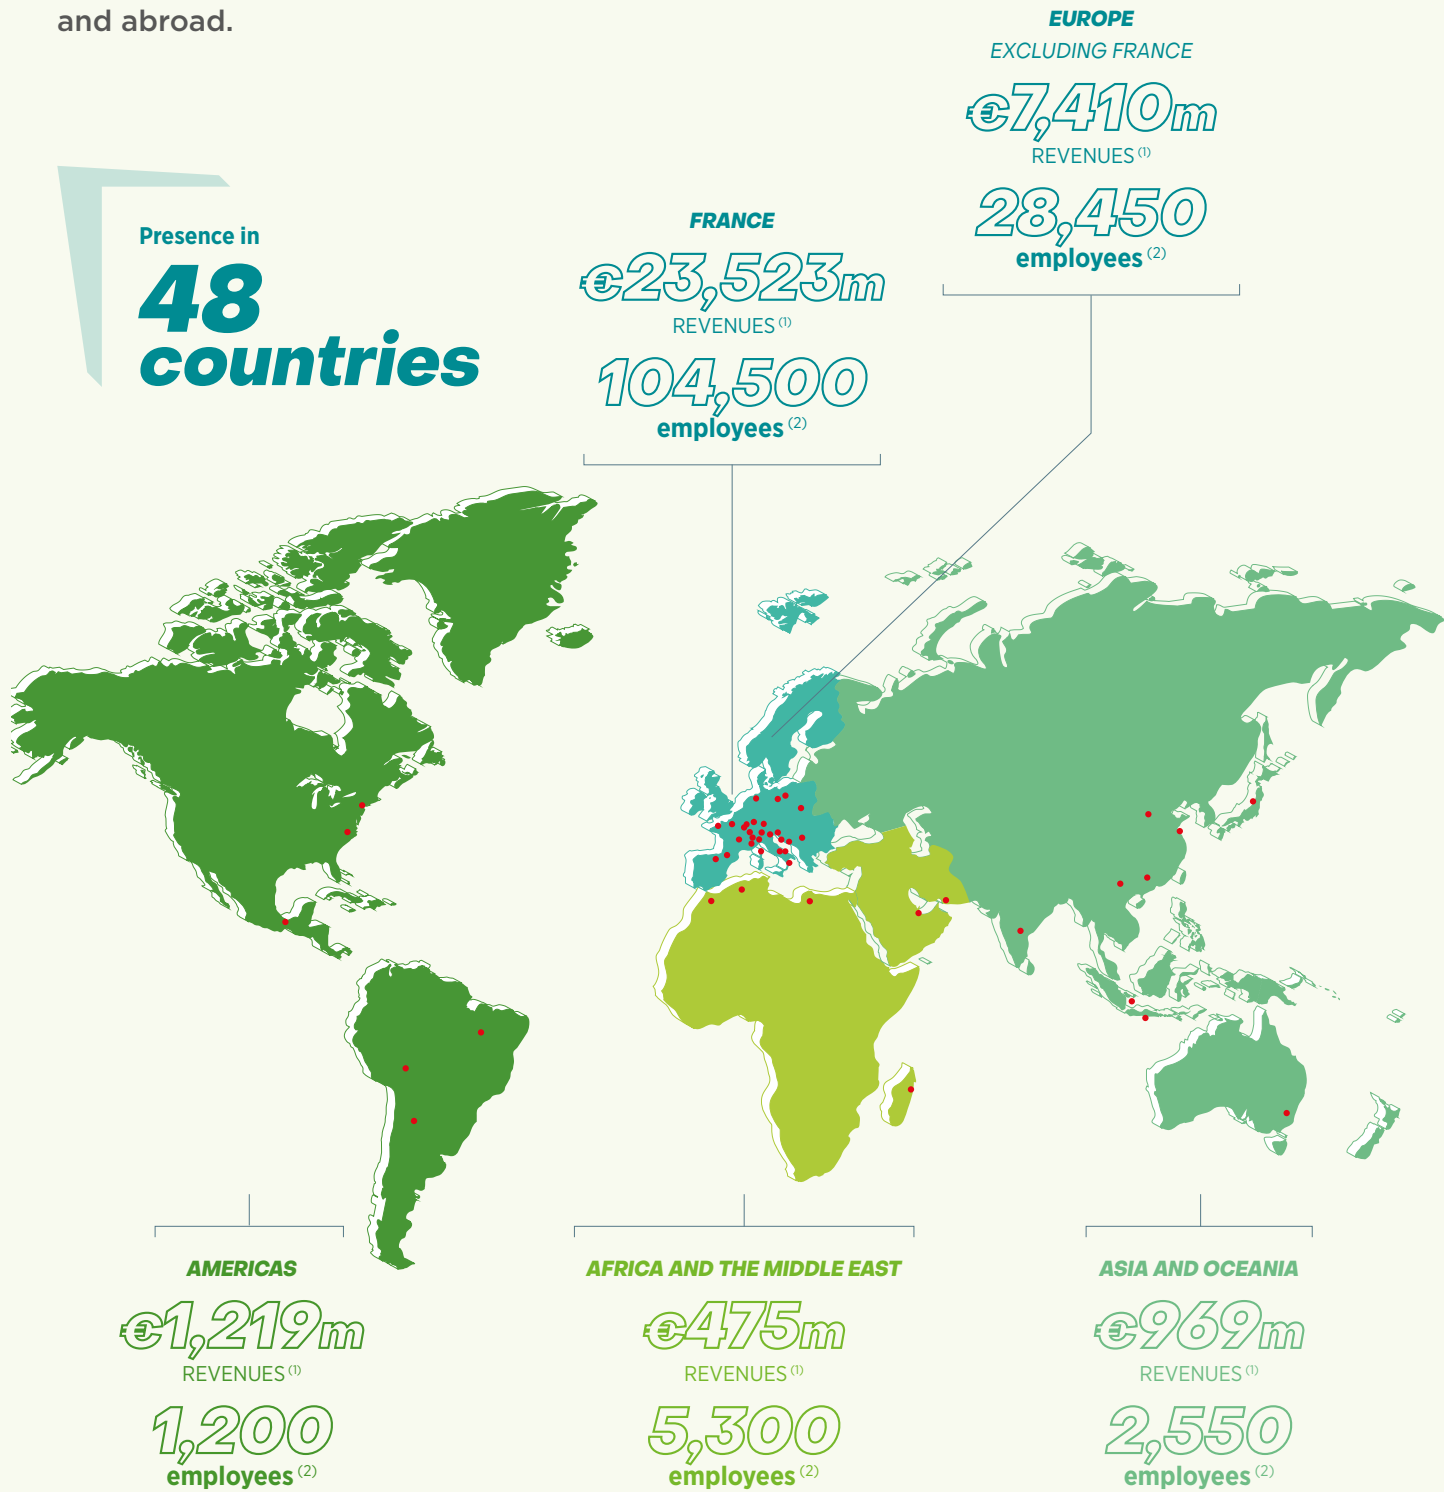 and abroad.
Presence in
48
countries
FRANCE
€23,523m
REVENUES (1)
104,500
employees (2)
EUROPE
EXCLUDING FRANCE
€7,410m
REVENUES (1)
28,450
employees (2)
AMERICAS
€1,219m
REVENUES (1)
1,200
employees (2)
AFRICA AND THE MIDDLE EAST
€475m
REVENUES (1)
5,300
employees (2)
ASIA AND OCEANIA
€969m
REVENUES (1)
2,550
employees (2)